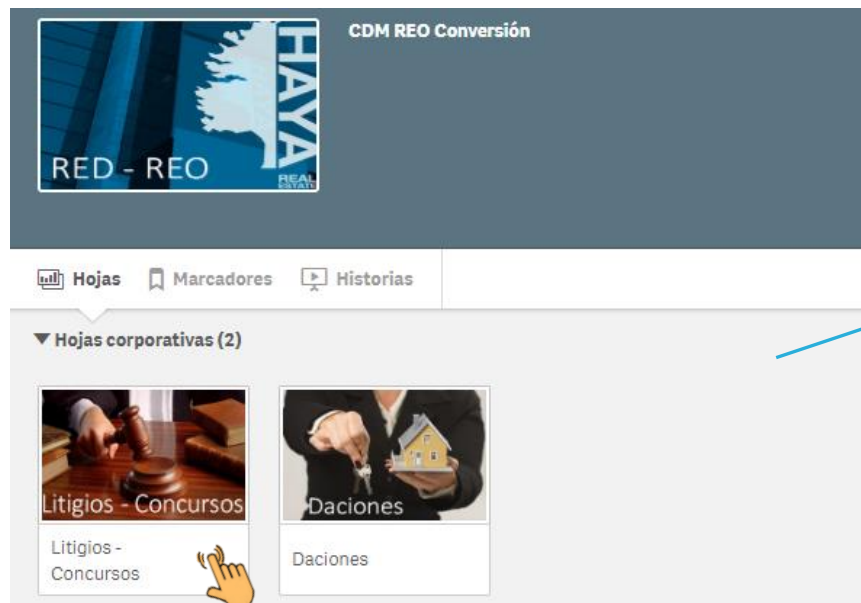 CDM REO Conversión
HAYA
REAL
ESTATE
RED - REO
Hojas
Marcadores
Historias
Hojas corporativas (2)
Litigios - Concursos
Daciones
Litigios -
Concursos
Daciones